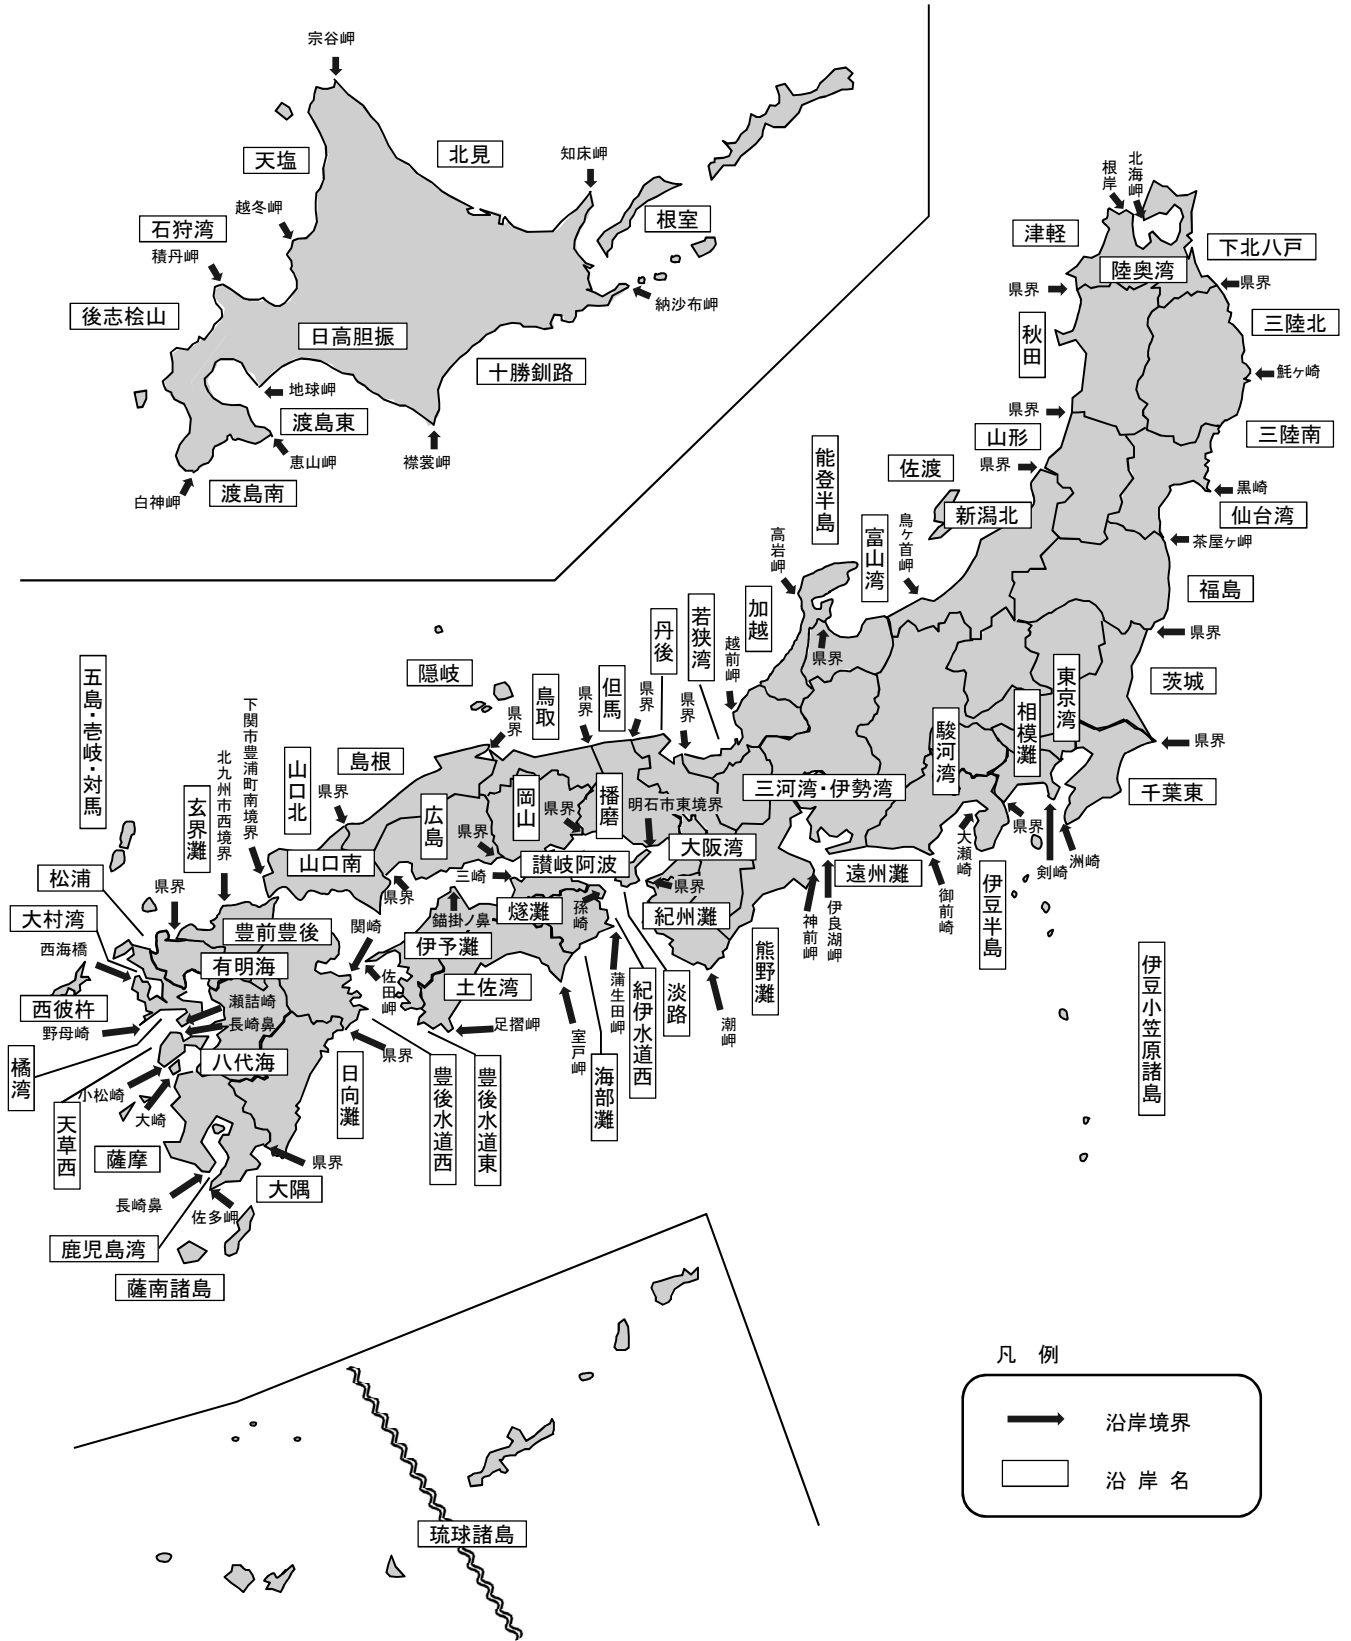 宗谷岬
天塩
北見
知床岬
越冬岬
石狩湾
積丹岬
根室
納沙布岬
後志桧山
日高胆振
十勝釧路
地球岬
渡島東
恵山岬
襟裳岬
白神岬
渡島南
根岸
北海岬
津軽
陸奥湾
下北八戸
県界
県界
秋田
三陸北
魹ヶ崎
県界
山形
県界
三陸南
黒崎
仙台湾
茶屋ヶ岬
佐渡
新潟北
福島
県界
茨城
県界
千葉東
能登半島
高岩岬
富山湾
鳥ヶ首岬
加越
県界
若狭湾
越前岬
丹後
県界
県界
但馬
県界
鳥取
県界
隠岐
島根
県界
山口北
下関市豊浦町南境界
北九州市西境界
玄界灘
五島・壱岐・対馬
東京湾
相模灘
駿河湾
三河湾・伊勢湾
県界
大瀬崎
剣崎
洲崎
伊豆半島
御前崎
遠州灘
伊良湖岬
神前岬
熊野灘
伊豆小笠原諸島
播磨
明石市東境界
大阪湾
県界
紀州灘
岡山
県界
広島
県界
讃岐阿波
三崎
山口南
県界
錨掛ノ鼻
燧灘
孫崎
伊予灘
土佐湾
関崎
佐田岬
足摺岬
室戸岬
蒲生田岬
紀伊水道西
淡路
潮岬
海部灘
松浦
県界
大村湾
西海橋
豊前豊後
有明海
西彼杵
瀬詰崎
野母崎
長崎鼻
橘湾
八代海
小松崎
大崎
天草西
県界
日向灘
豊後水道西
豊後水道東
薩摩
県界
大隅
長崎鼻
佐多岬
鹿児島湾
薩南諸島
琉球諸島
凡 例
沿岸境界
沿 岸 名